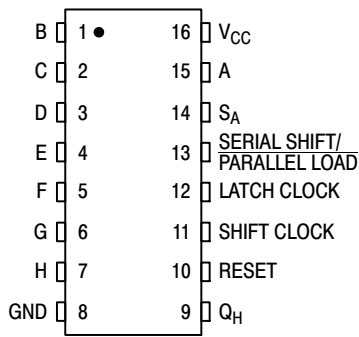 B 1 16 VCC
C 2 15 A
D 3 14 SA
E 4 13 SERIAL SHIFT/
PARALLEL LOAD
F 5 12 LATCH CLOCK
G 6 11 SHIFT CLOCK
H 7 10 RESET
GND 8 9 QH